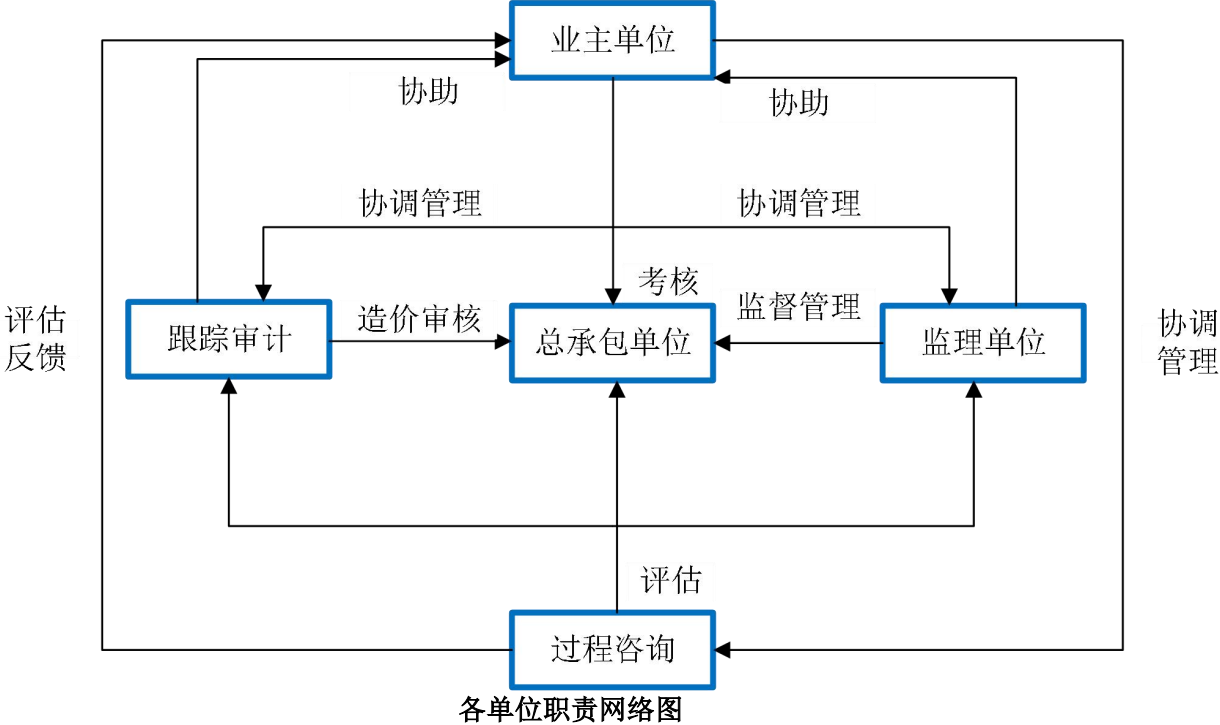 业主单位
协助
协助
协调管理
协调管理
考核
评估
反馈
跟踪审计
造价审核
总承包单位
监督管理
监理单位
协调
管理
评估
过程咨询
各单位职责网络图